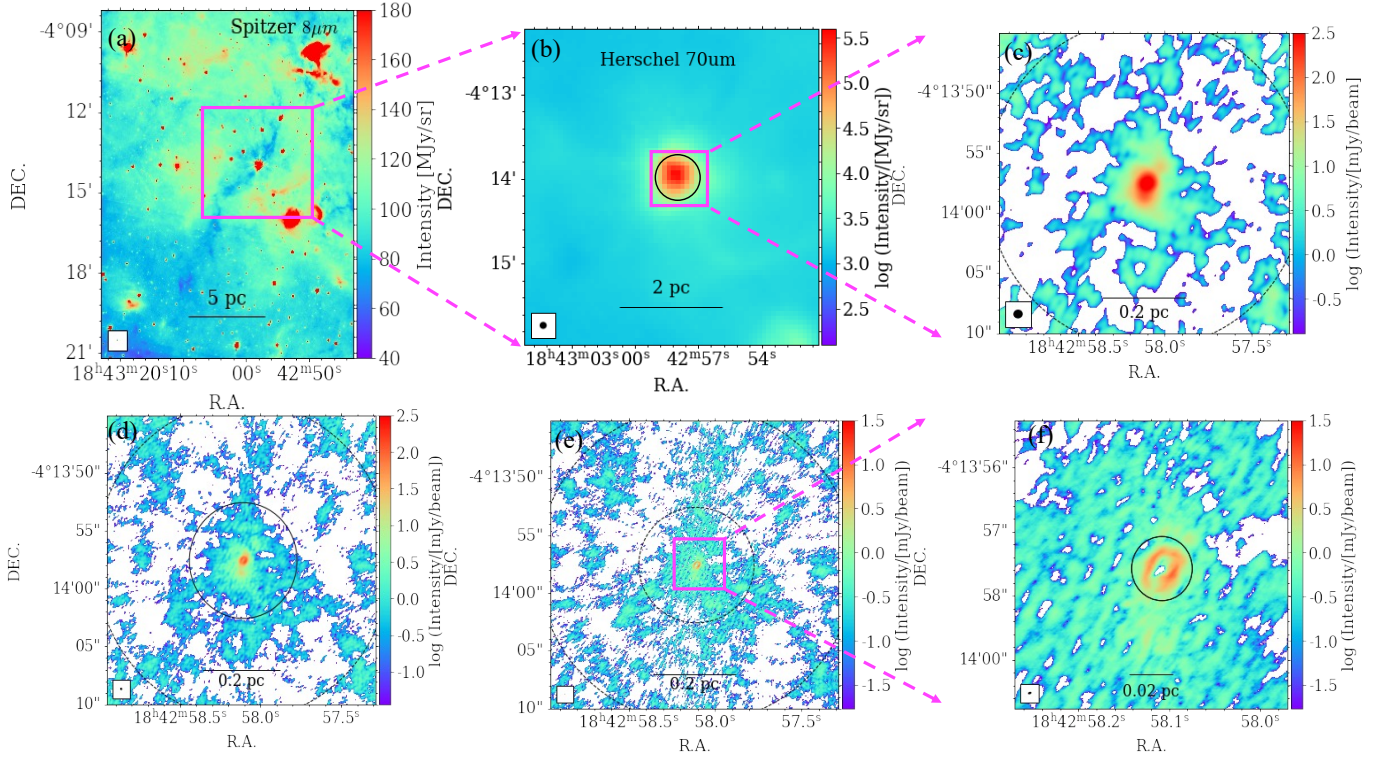 (a)
Spitzer 8μm
-4°09'
12'
15'
18'
21'
DEC.
5 pc
18ʰ43ᵐ20ˢ10ˢ 00ˢ 42ᵐ50ˢ
R.A.
180
160
140
120
100
80
60
40
Intensity [MJy/sr]
(b)
Herschel 70um
DEC.
-4°13'
14'
15'
2 pc
18ʰ43ᵐ03ˢ00ˢ 42ᵐ57ˢ 54ˢ
R.A.
5.5
5.0
4.5
4.0
3.5
3.0
2.5
log (Intensity/[MJy/sr])
(c)
DEC.
-4°13'50"
55"
14'00"
05"
10"
0.2 pc
18ʰ42ᵐ58.5ˢ 58.0ˢ 57.5ˢ
R.A.
2.5
2.0
1.5
1.0
0.5
0.0
-0.5
log (Intensity/[mJy/beam]
(d)
DEC.
-4°13'50"
55"
14'00"
05"
10"
0.2 pc
18ʰ42ᵐ58.5ˢ 58.0ˢ 57.5ˢ
R.A.
2.5
2.0
1.5
1.0
0.5
0.0
-0.5
-1.0
log (Intensity/[mJy/beam])
(e)
DEC.
-4°13'50"
55"
14'00"
05"
10"
0.2 pc
18ʰ42ᵐ58.5ˢ 58.0ˢ 57.5ˢ
R.A.
1.5
1.0
0.5
0.0
-0.5
-1.0
-1.5
log (Intensity/[mJy/beam])
(f)
DEC.
-4°13'56"
57"
58"
14'00"
0.02 pc
18ʰ42ᵐ58.2ˢ 58.1ˢ 58.0ˢ
R.A.
1.5
1.0
0.5
0.0
-0.5
-1.0
-1.5
log (Intensity/[mJy/beam])